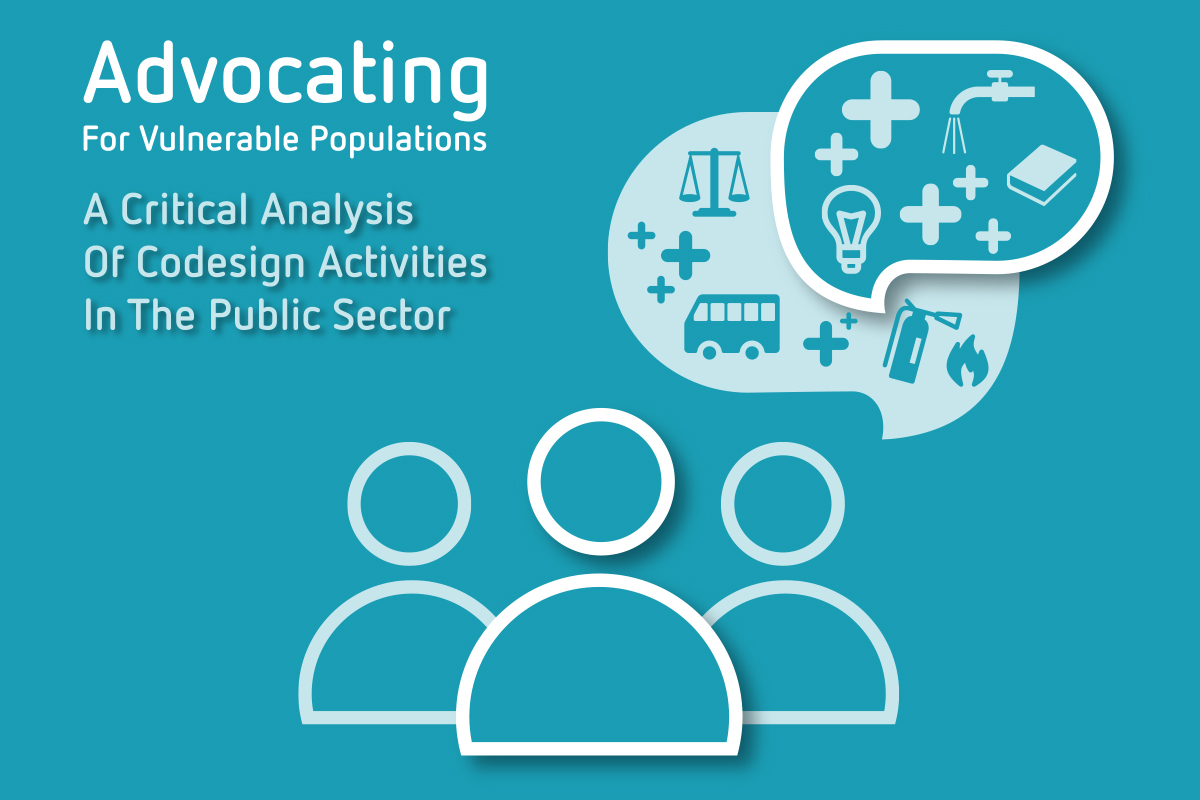 Advocating
For Vulnerable Populations
A Critical Analysis
Of Codesign Activities
In The Public Sector